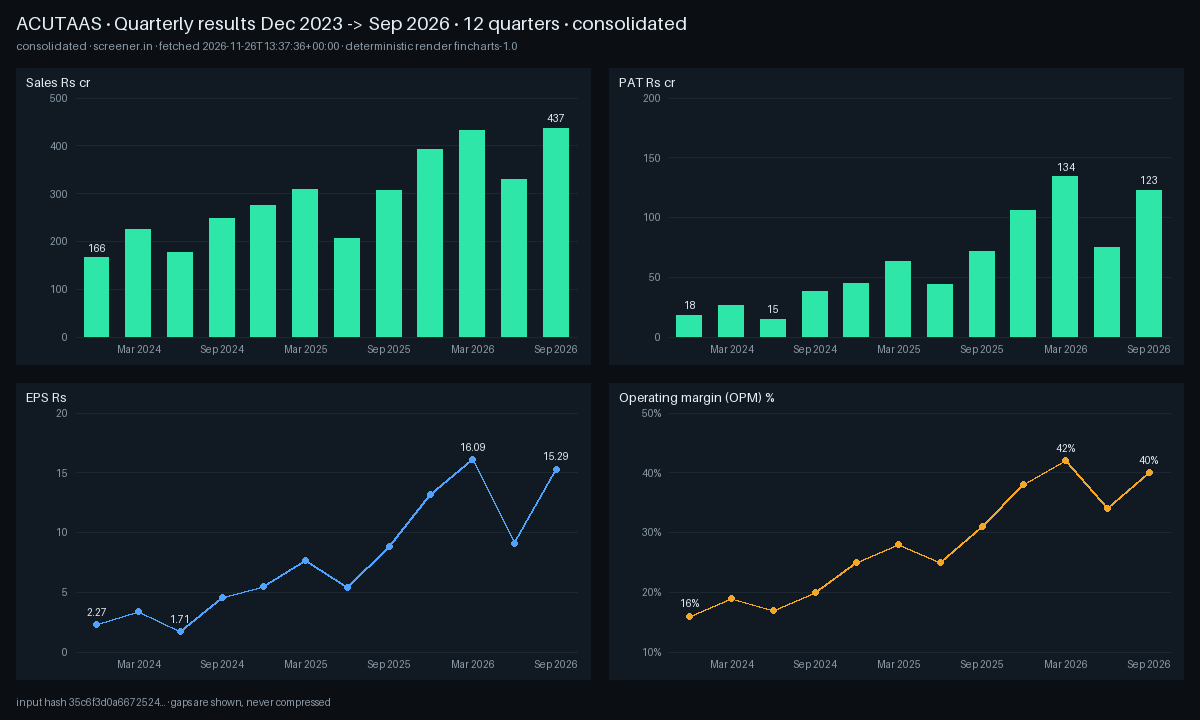 ACUTAAS · Quarterly results Dec 2023 -> Sep 2026 · 12 quarters · consolidated
consolidated · screener.in · fetched 2026-11-26T13:37:36+00:00 · deterministic render fincharts-1.0
Sales Rs cr
500
400
300
200
100
0
166
437
Mar 2024
Sep 2024
Mar 2025
Sep 2025
Mar 2026
Sep 2026
PAT Rs cr
200
150
100
50
0
18
15
134
123
Mar 2024
Sep 2024
Mar 2025
Sep 2025
Mar 2026
Sep 2026
EPS Rs
20
15
10
5
0
2.27
1.71
16.09
15.29
Mar 2024
Sep 2024
Mar 2025
Sep 2025
Mar 2026
Sep 2026
Operating margin (OPM) %
50%
40%
30%
20%
10%
16%
42%
40%
Mar 2024
Sep 2024
Mar 2025
Sep 2025
Mar 2026
Sep 2026
input hash 35c6f3d0a6672524… · gaps are shown, never compressed